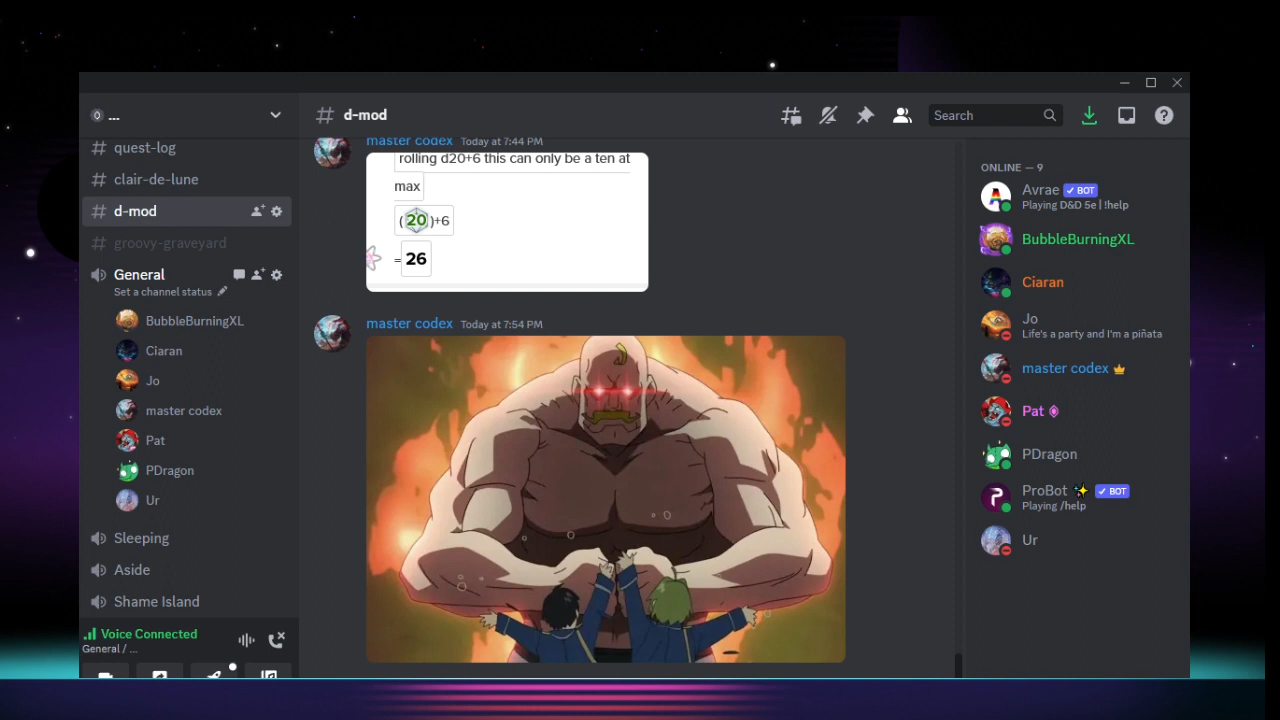 ...
quest-log
clair-de-lune
d-mod
groovy-graveyard
General
Set a channel status
BubbleBurningXL
Ciaran
Jo
master codex
Pat
PDragon
Ur
Sleeping
Aside
Shame Island
Voice Connected
General / ...
d-mod
Search
master codex Today at 7:44 PM
rolling d20+6 this can only be a ten at
max
(20)+6
=26
master codex Today at 7:54 PM
ONLINE — 9
Avrae BOT
Playing D&D 5e | !help
BubbleBurningXL
Ciaran
Jo
Life's a party and I'm a piñata
master codex
Pat
PDragon
ProBot ✨ BOT
Playing /help
Ur